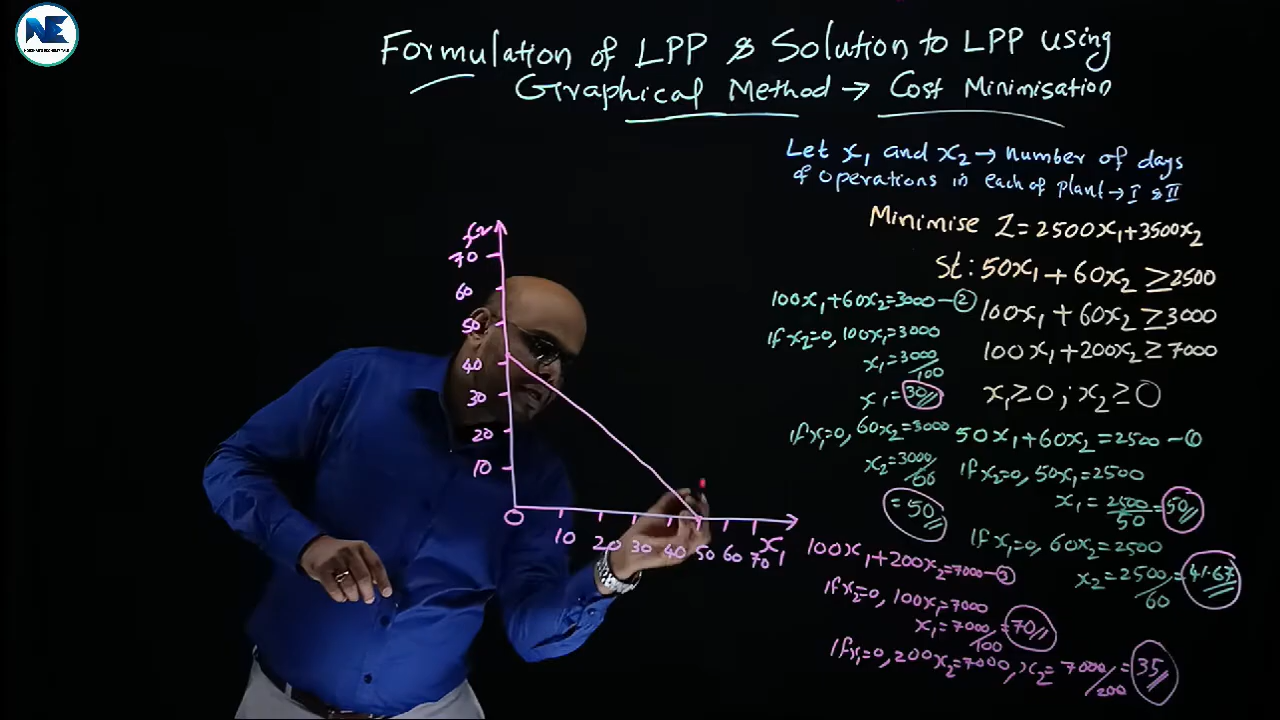 NE
Formulation of LPP & Solution to LPP using
Graphical Method → Cost Minimisation
Let x₁ and x₂ → number of days
of operations in each of plant → I & II
Minimise Z = 2500x₁ + 3500x₂
St: 50x₁ + 60x₂ ≥ 2500
100x₁ + 60x₂ ≥ 3000
100x₁ + 200x₂ ≥ 7000
x₁ ≥ 0 ; x₂ ≥ 0
50x₁ + 60x₂ = 2500 — ①
If x₂=0, 50x₁ = 2500
x₁ = 2500/50 = 50
If x₁=0, 60x₂ = 2500
x₂ = 2500/60 = 41.67
100x₁ + 60x₂ = 3000 — ②
If x₂=0, 100x₁ = 3000
x₁ = 3000/100
x₁ = 30
If x₁=0, 60x₂ = 3000
x₂ = 3000/60
= 50
100x₁ + 200x₂ = 7000 — ③
If x₂=0, 100x₁ = 7000
x₁ = 7000/100 = 70
If x₁=0, 200x₂ = 7000, x₂ = 7000/200 = 35
70
60
50
40
30
20
10
O
10 20 30 40 50 60 70 x₁